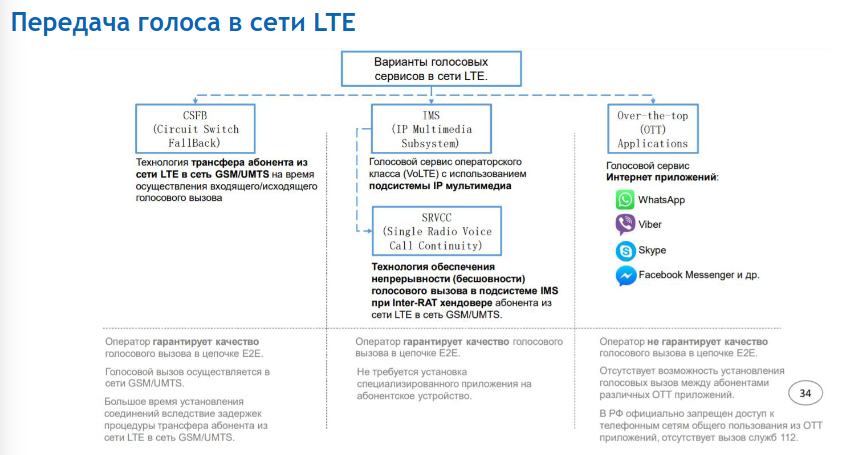 Передача голоса в сети LTE
Варианты голосовых
сервисов в сети LTE.
CSFB
(Circuit Switch
FallBack)
Технология трансфера абонента из
сети LTE в сеть GSM/UMTS на время
осуществления входящего/исходящего
голосового вызова
IMS
(IP Multimedia
Subsystem)
Голосовой сервис операторского
класса (VoLTE) с использованием
подсистемы IP мультимедиа
SRVCC
(Single Radio Voice
Call Continuity)
Технология обеспечения
непрерывности (бесшовности)
голосового вызова в подсистеме IMS
при Inter-RAT хендовере абонента из
сети LTE в сеть GSM/UMTS.
Over-the-top
(OTT)
Applications
Голосовой сервис
Интернет приложений:
WhatsApp
Viber
Skype
Facebook Messenger и др.
Оператор гарантирует качество
голосового вызова в цепочке E2E.
Голосовой вызов осуществляется в
сети GSM/UMTS.
Большое время установления
соединений вследствие задержек
процедуры трансфера абонента из
сети LTE в сеть GSM/UMTS.
Оператор гарантирует качество голосового
вызова в цепочке E2E.
Не требуется установка
специализированного приложения на
абонентское устройство.
Оператор не гарантирует качество
голосового вызова в цепочке E2E.
Отсутствует возможность установления
голосовых вызов между абонентами
различных ОТТ приложений.
В РФ официально запрещен доступ к
телефонным сетям общего пользования из ОТТ
приложений, отсутствует вызов служб 112.
34